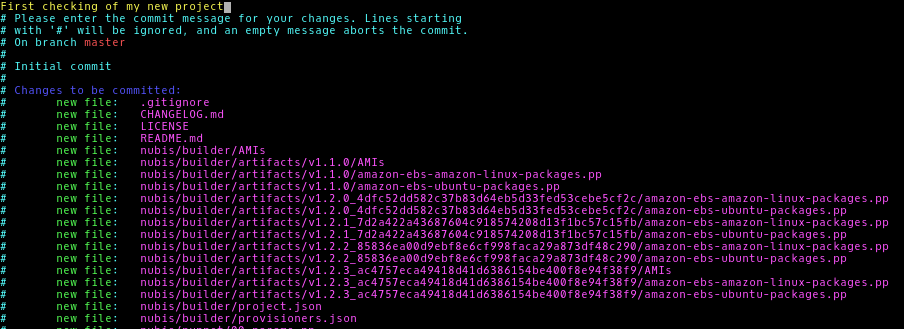 First checking of my new project
# Please enter the commit message for your changes. Lines starting
# with '#' will be ignored, and an empty message aborts the commit.
# On branch master
#
# Initial commit
#
# Changes to be committed:
#       new file:   .gitignore
#       new file:   CHANGELOG.md
#       new file:   LICENSE
#       new file:   README.md
#       new file:   nubis/builder/AMIs
#       new file:   nubis/builder/artifacts/v1.1.0/AMIs
#       new file:   nubis/builder/artifacts/v1.1.0/amazon-ebs-amazon-linux-packages.pp
#       new file:   nubis/builder/artifacts/v1.1.0/amazon-ebs-ubuntu-packages.pp
#       new file:   nubis/builder/artifacts/v1.2.0_4dfc52dd582c37b83d64eb5d33fed53cebe5cf2c/amazon-ebs-amazon-linux-packages.pp
#       new file:   nubis/builder/artifacts/v1.2.0_4dfc52dd582c37b83d64eb5d33fed53cebe5cf2c/amazon-ebs-ubuntu-packages.pp
#       new file:   nubis/builder/artifacts/v1.2.1_7d2a422a43687604c918574208d13f1bc57c15fb/amazon-ebs-amazon-linux-packages.pp
#       new file:   nubis/builder/artifacts/v1.2.1_7d2a422a43687604c918574208d13f1bc57c15fb/amazon-ebs-ubuntu-packages.pp
#       new file:   nubis/builder/artifacts/v1.2.2_85836ea00d9ebf8e6cf998faca29a873df48c290/amazon-ebs-amazon-linux-packages.pp
#       new file:   nubis/builder/artifacts/v1.2.2_85836ea00d9ebf8e6cf998faca29a873df48c290/amazon-ebs-ubuntu-packages.pp
#       new file:   nubis/builder/artifacts/v1.2.3_ac4757eca49418d41d6386154be400f8e94f38f9/AMIs
#       new file:   nubis/builder/artifacts/v1.2.3_ac4757eca49418d41d6386154be400f8e94f38f9/amazon-ebs-amazon-linux-packages.pp
#       new file:   nubis/builder/artifacts/v1.2.3_ac4757eca49418d41d6386154be400f8e94f38f9/amazon-ebs-ubuntu-packages.pp
#       new file:   nubis/builder/project.json
#       new file:   nubis/builder/provisioners.json
#       new file: